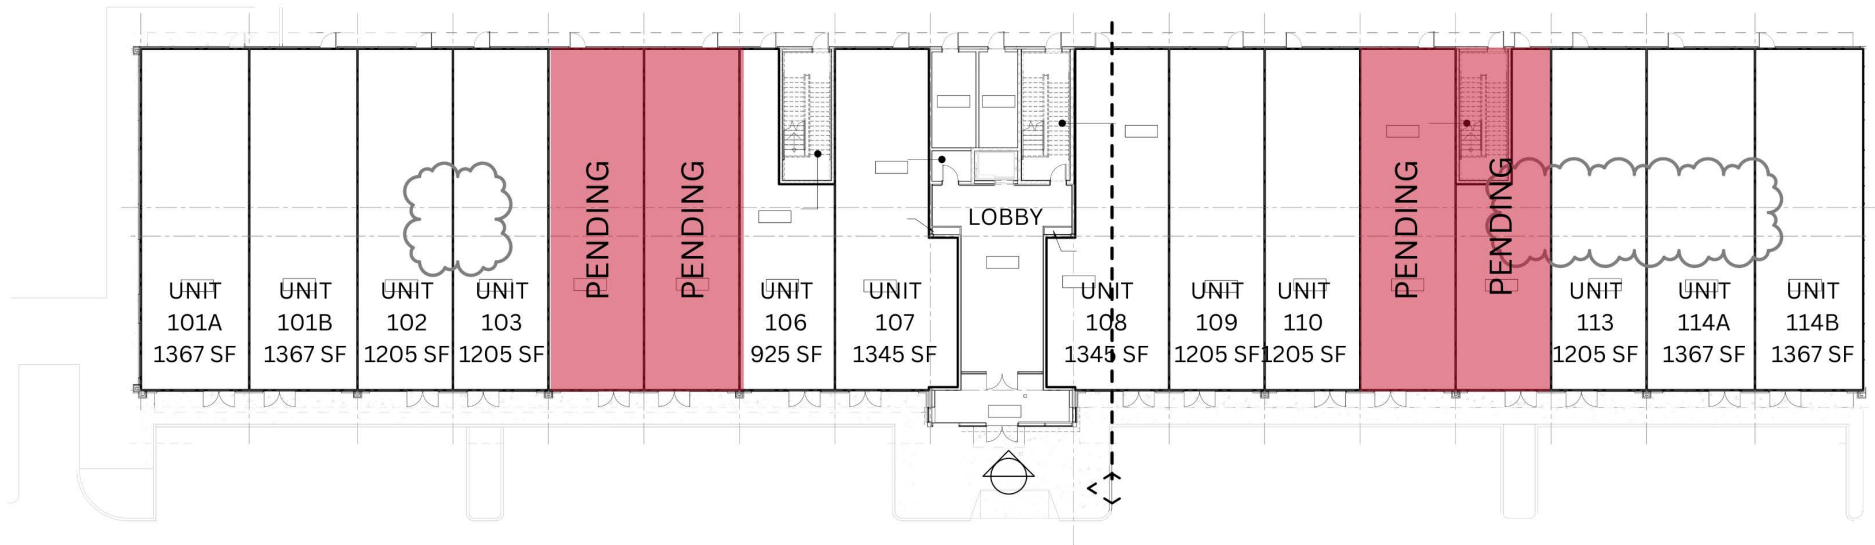 UNIT
101A
1367 SF
UNIT
101B
1367 SF
UNIT
102
1205 SF
UNIT
103
1205 SF
PENDING
PENDING
UNIT
106
925 SF
UNIT
107
1345 SF
LOBBY
UNIT
108
1345 SF
UNIT
109
1205 SF
UNIT
110
1205 SF
PENDING
PENDING
UNIT
113
1205 SF
UNIT
114A
1367 SF
UNIT
114B
1367 SF